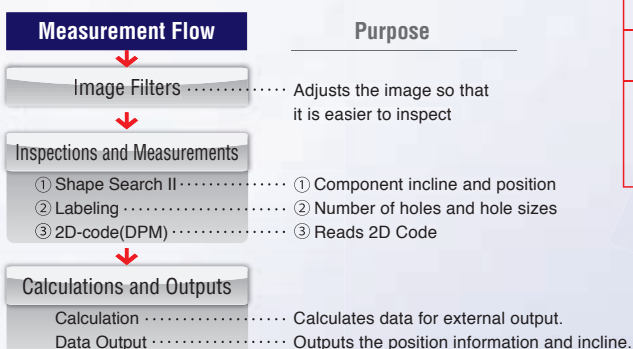 Measurement Flow Purpose
Image Filters ··············· Adjusts the image so that
it is easier to inspect
Inspections and Measurements
① Shape Search II ··············· ① Component incline and position
② Labeling ····················· ② Number of holes and hole sizes
③ 2D-code(DPM) ··············· ③ Reads 2D Code
Calculations and Outputs
Calculation ·················· Calculates data for external output.
Data Output ················· Outputs the position information and incline.